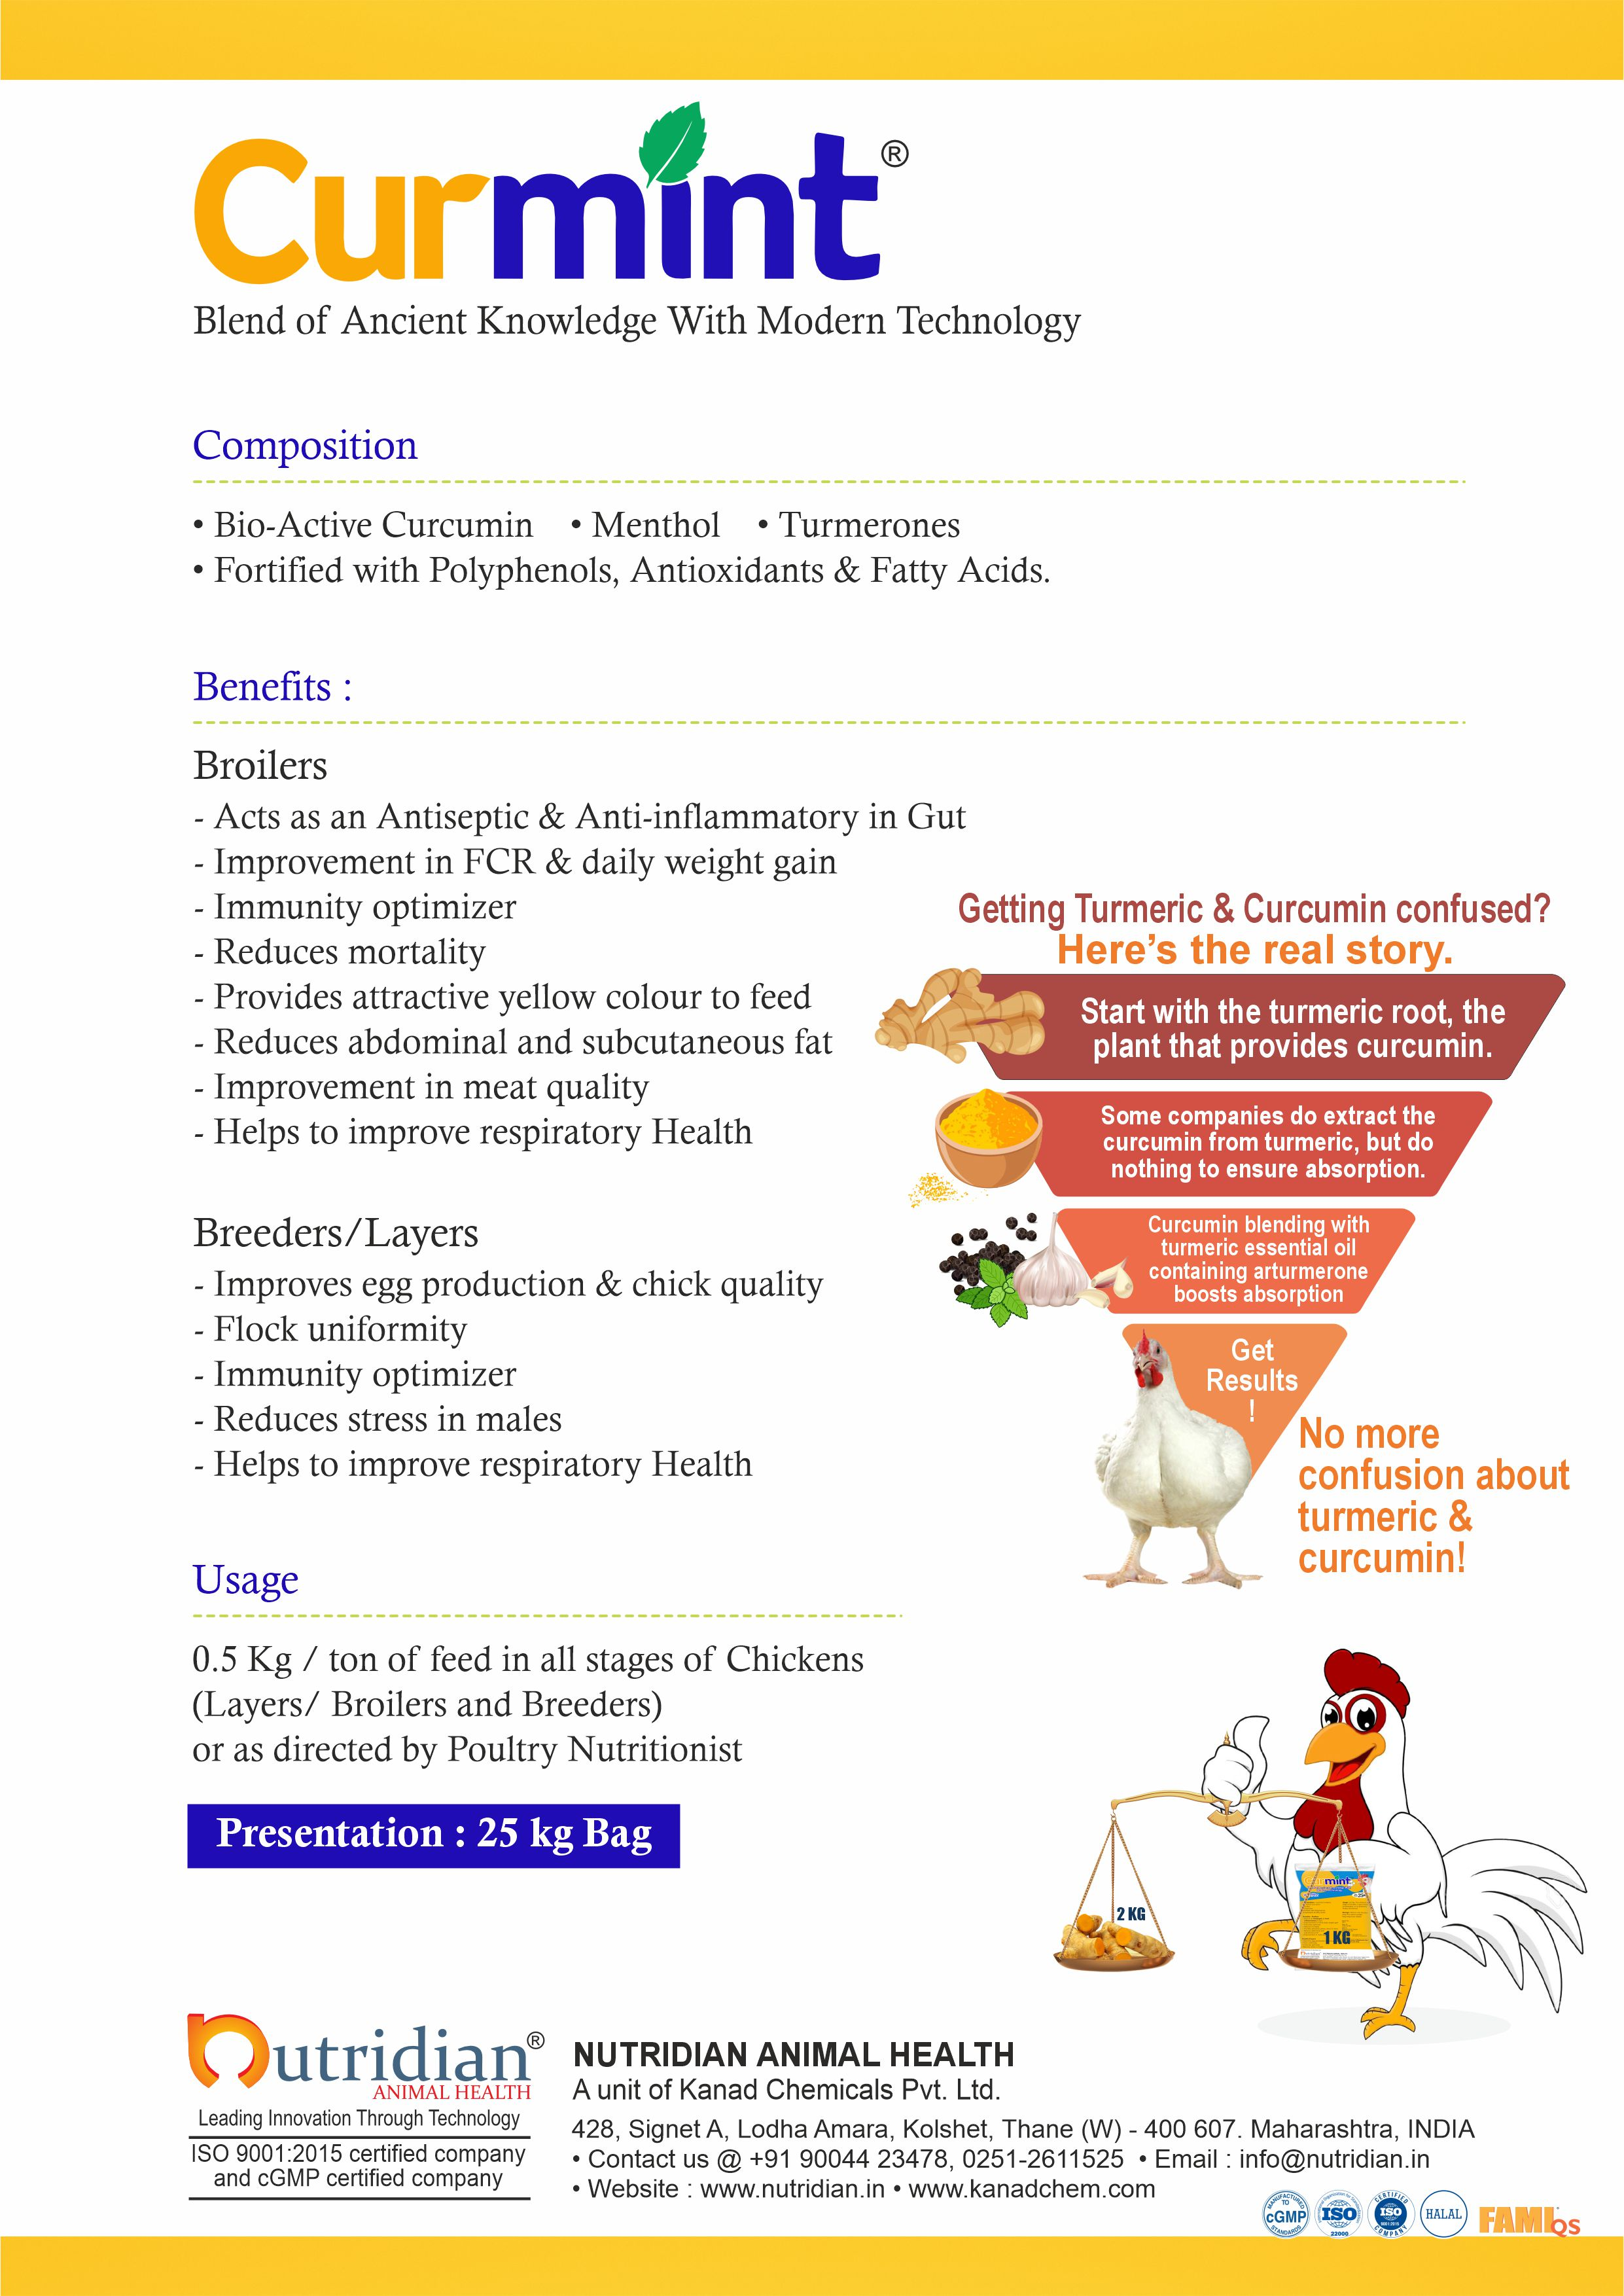 Curmint®
Blend of Ancient Knowledge With Modern Technology
Composition
• Bio-Active Curcumin • Menthol • Turmerones
• Fortified with Polyphenols, Antioxidants & Fatty Acids.
Benefits :
Broilers
- Acts as an Antiseptic & Anti-inflammatory in Gut
- Improvement in FCR & daily weight gain
- Immunity optimizer
- Reduces mortality
- Provides attractive yellow colour to feed
- Reduces abdominal and subcutaneous fat
- Improvement in meat quality
- Helps to improve respiratory Health
Breeders/Layers
- Improves egg production & chick quality
- Flock uniformity
- Immunity optimizer
- Reduces stress in males
- Helps to improve respiratory Health
Getting Turmeric & Curcumin confused?
Here's the real story.
Start with the turmeric root, the
plant that provides curcumin.
Some companies do extract the
curcumin from turmeric, but do
nothing to ensure absorption.
Curcumin blending with
turmeric essential oil
containing arturmerone
boosts absorption
Get
Results
!
No more
confusion about
turmeric &
curcumin!
Usage
0.5 Kg / ton of feed in all stages of Chickens
(Layers/ Broilers and Breeders)
or as directed by Poultry Nutritionist
Presentation : 25 kg Bag
2 KG
mint
1 KG
nutridian®
ANIMAL HEALTH
Leading Innovation Through Technology
ISO 9001:2015 certified company
and cGMP certified company
NUTRIDIAN ANIMAL HEALTH
A unit of Kanad Chemicals Pvt. Ltd.
428, Signet A, Lodha Amara, Kolshet, Thane (W) - 400 607. Maharashtra, INDIA
• Contact us @ +91 90044 23478, 0251-2611525 • Email : info@nutridian.in
• Website : www.nutridian.in • www.kanadchem.com
MANUFACTURED TO cGMP STANDARDS
ISO
22000
CERTIFIED ISO COMPANY
HALAL
FAMI QS